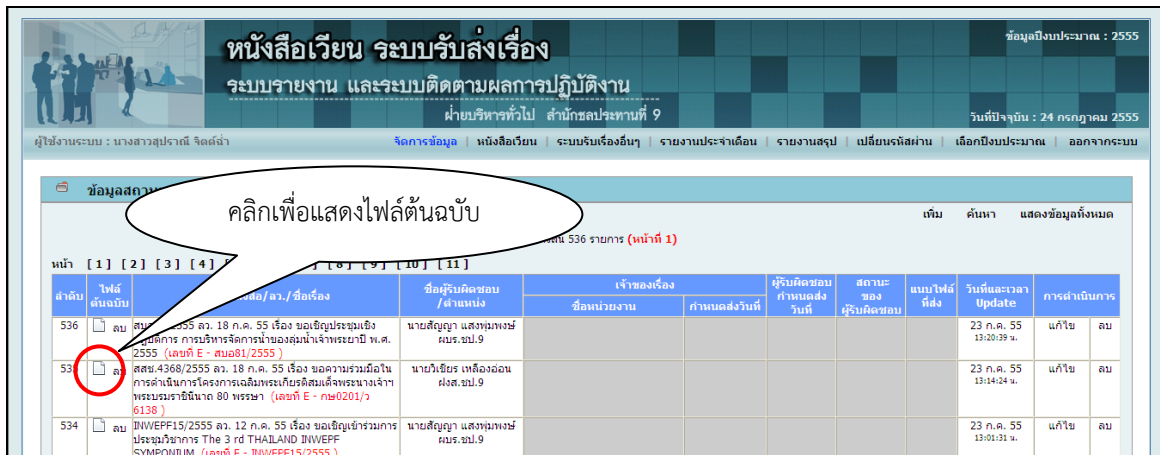 หนังสือเวียน ระบบรับส่งเรื่อง
ข้อมูลปีงบประมาณ : 2555
ระบบรายงาน และระบบติดตามผลการปฏิบัติงาน
ฝ่ายบริหารทั่วไป สำนักชลประทานที่ 9
วันที่ปัจจุบัน : 24 กรกฎาคม 2555
ผู้ใช้งานระบบ : นางสาวสุปราณี จิตต์ฉ่ำ
จัดการข้อมูล | หนังสือเวียน | ระบบรับเรื่องอื่นๆ | รายงานประจำเดือน | รายงานสรุป | เปลี่ยนรหัสผ่าน | เลือกปีงบประมาณ | ออกจากระบบ
คลิกเพื่อแสดงไฟล์ต้นฉบับ
เพิ่ม ค้นหา แสดงข้อมูลทั้งหมด
536 รายการ (หน้าที่ 1)
หน้า [ 1 ] [ 2 ] [ 3 ] [ 4 ] [ 8 ] [ 9 ] [ 10 ] [ 11 ]
ลำดับ
ไฟล์
ต้นฉบับ
/ลว./ชื่อเรื่อง
ชื่อผู้รับผิดชอบ
/ตำแหน่ง
เจ้าของเรื่อง
ชื่อหน่วยงาน
กำหนดส่งวันที่
ผู้รับผิดชอบ
กำหนดส่ง
วันที่
สถานะ
ของ
ผู้รับผิดชอบ
แนบไฟล์
ที่ส่ง
วันที่และเวลา
Update
การดำเนินการ
536 ลบ
/2555 ลว. 18 ก.ค. 55 เรื่อง ขอเชิญประชุมเชิง
ปฏิบัติการ การบริหารจัดการน้ำของลุ่มน้ำเจ้าพระยาปี พ.ศ.
2555 (เลขที่ E - สบอ81/2555 )
นายสัญญา แสงพุ่มพงษ์
ผบร.ชป.9
23 ก.ค. 55
13:20:39 น.
แก้ไข ลบ
สสช.4368/2555 ลว. 18 ก.ค. 55 เรื่อง ขอความร่วมมือใน
การดำเนินการโครงการเฉลิมพระเกียรติสมเด็จพระนางเจ้าฯ
พระบรมราชินีนาถ 80 พรรษา (เลขที่ E - กษ0201/ว
6138 )
นายวิเชียร เหลืองอ่อน
ฝงส.ชป.9
23 ก.ค. 55
13:14:24 น.
แก้ไข ลบ
534 ลบ
INWEPF15/2555 ลว. 12 ก.ค. 55 เรื่อง ขอเชิญเข้าร่วมการ
ประชุมวิชาการ The 3 rd THAILAND INWEPF
SYMPONIUM (เลขที่ E - INWEPF15/2555 )
นายสัญญา แสงพุ่มพงษ์
ผบร.ชป.9
23 ก.ค. 55
13:01:31 น.
แก้ไข ลบ